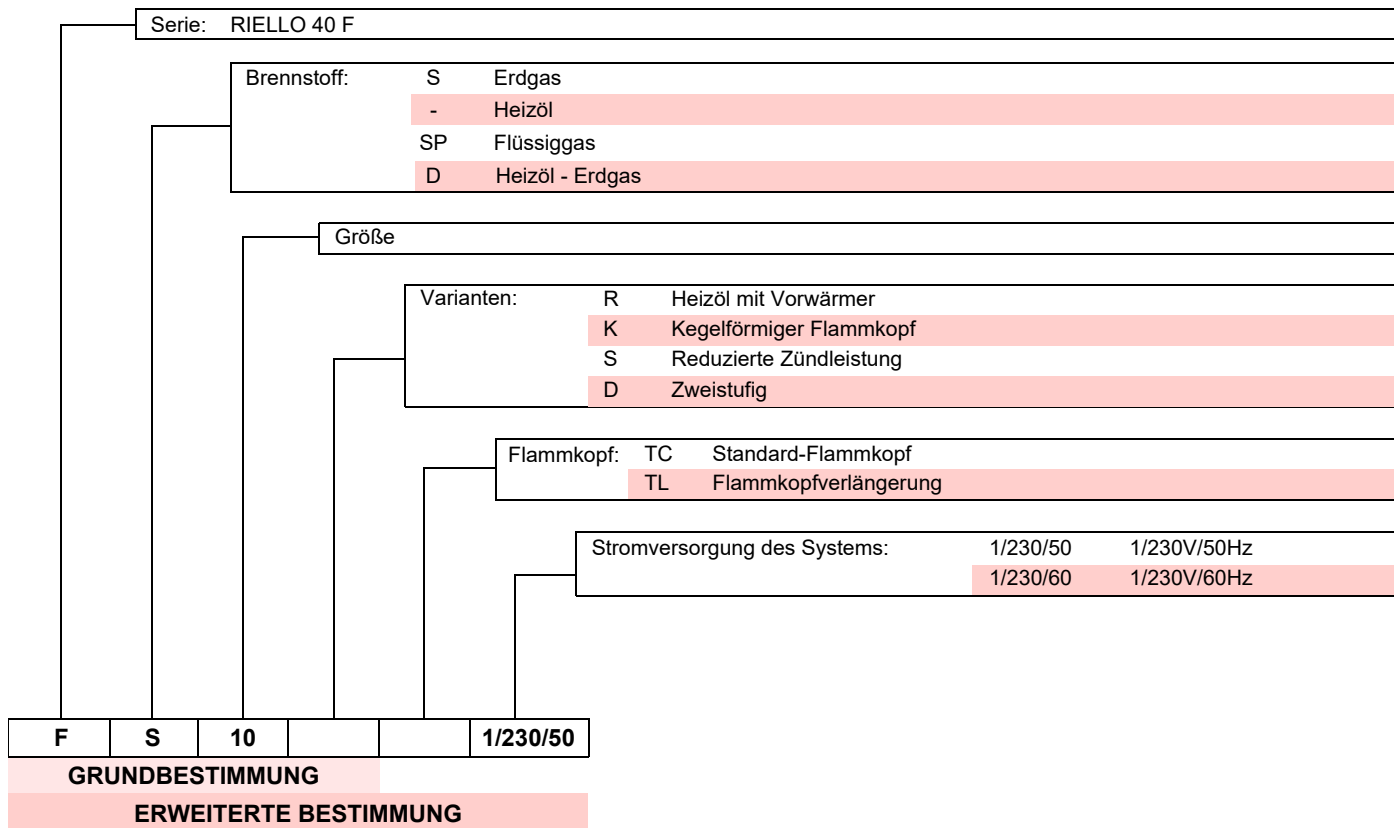 Serie: RIELLO 40 F
Brennstoff: S Erdgas
- Heizöl
SP Flüssiggas
D Heizöl - Erdgas
Größe
Varianten: R Heizöl mit Vorwärmer
K Kegelförmiger Flammkopf
S Reduzierte Zündleistung
D Zweistufig
Flammkopf: TC Standard-Flammkopf
TL Flammkopfverlängerung
Stromversorgung des Systems: 1/230/50 1/230V/50Hz
1/230/60 1/230V/60Hz
F S 10 1/230/50
GRUNDBESTIMMUNG
ERWEITERTE BESTIMMUNG